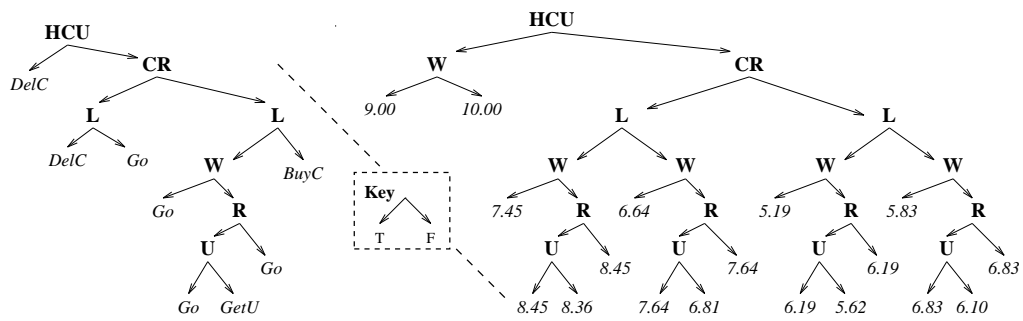 HCU HCU
CR W CR
DelC
9.00 10.00
L L L L
DelC Go W BuyC W W W W
Key
Go R 7.45 R 6.64 R 5.19 R 5.83 R
T F
U Go U 8.45 U 7.64 U 6.19 U 6.83
Go GetU 8.45 8.36 7.64 6.81 6.19 5.62 6.83 6.10